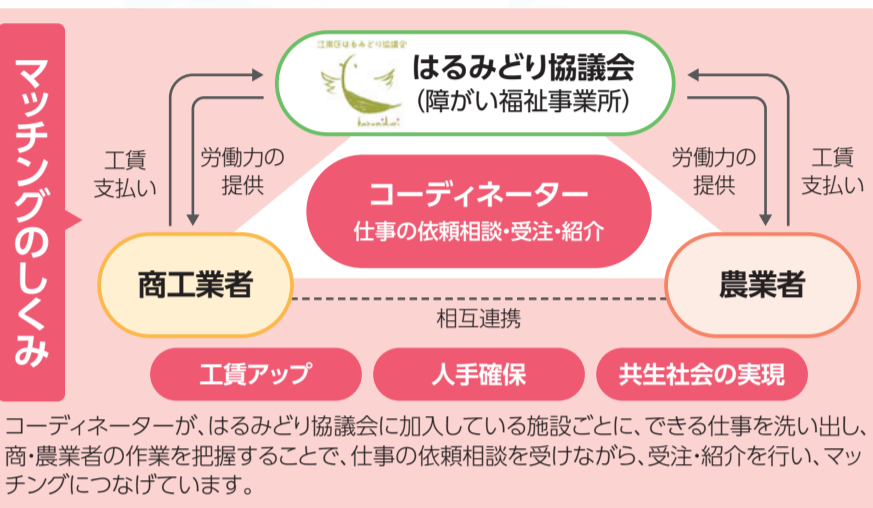 マッチングのしくみ
江南区はるみどり協議会
harumidori
はるみどり協議会
（障がい福祉事業所）
工賃
支払い
労働力の
提供
コーディネーター
仕事の依頼相談・受注・紹介
労働力の
提供
工賃
支払い
商工業者
農業者
相互連携
工賃アップ
人手確保
共生社会の実現
コーディネーターが、はるみどり協議会に加入している施設ごとに、できる仕事を洗い出し、
商・農業者の作業を把握することで、仕事の依頼相談を受けながら、受注・紹介を行い、マッ
チングにつなげています。